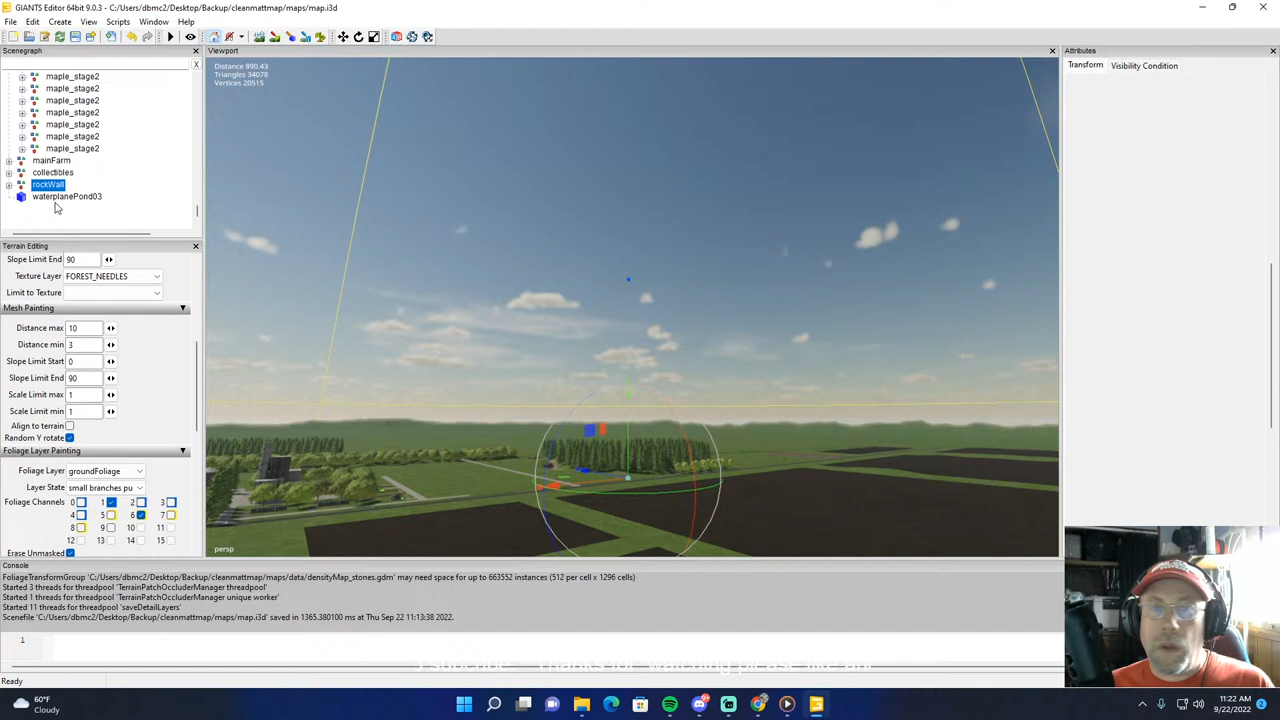 GIANTS Editor 64bit 9.0.3 - C:/Users/dbmc2/Desktop/Backup/cleanmattmap/maps/map.i3d
File Edit Create View Scripts Window Help
Scenegraph
X
maple_stage2
maple_stage2
maple_stage2
maple_stage2
maple_stage2
maple_stage2
maple_stage2
mainFarm
collectibles
rockWall
waterplanePond03
Terrain Editing
Slope Limit End 90
Texture Layer FOREST_NEEDLES
Limit to Texture
Mesh Painting
Distance max 10
Distance min 3
Slope Limit Start 0
Slope Limit End 90
Scale Limit max 1
Scale Limit min 1
Align to terrain
Random Y rotate
Foliage Layer Painting
Foliage Layer groundFoliage
Layer State small branches pu
Foliage Channels 0 1 2 3
4 5 6 7
8 9 10 11
12 13 14 15
Erase Unmasked
Viewport
Distance 890.43
Triangles 34078
Vertices 20515
persp
Attributes
Transform Visibility Condition
Console
FoliageTransformGroup 'C:/Users/dbmc2/Desktop/Backup/cleanmattmap/maps/data/densityMap_stones.gdm' may need space for up to 663552 instances (512 per cell x 1296 cells)
Started 3 threads for threadpool 'TerrainPatchOccluderManager threadpool'
Started 1 threads for threadpool 'TerrainPatchOccluderManager unique worker'
Started 11 threads for threadpool 'saveDetailLayers'
Scenefile 'C:/Users/dbmc2/Desktop/Backup/cleanmattmap/maps/map.i3d' saved in 1365.380100 ms at Thu Sep 22 11:13:38 2022.
1
Thanks for watching please like
Ready
60°F
Cloudy
11:22 AM
9/22/2022
2